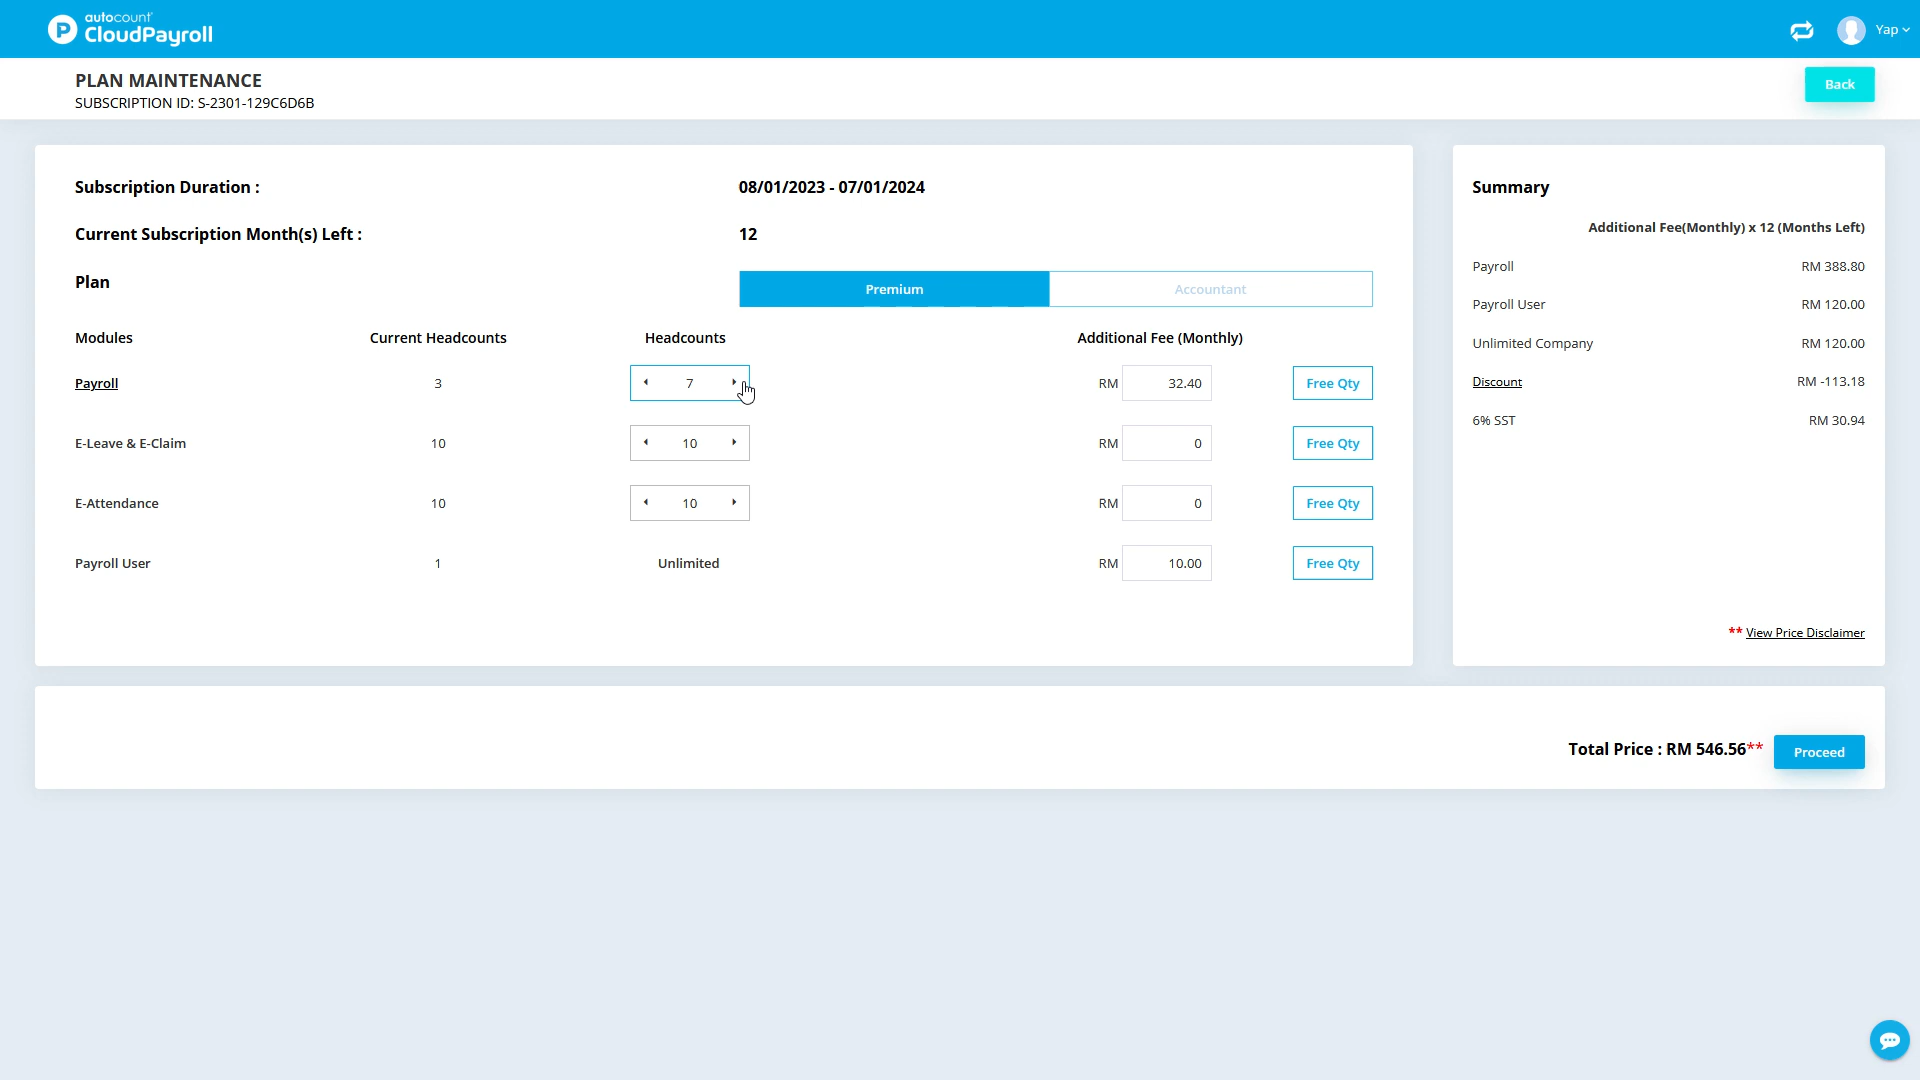 autocount
CloudPayroll
Yap
PLAN MAINTENANCE
SUBSCRIPTION ID: S-2301-129C6D6B
Back
Subscription Duration :
08/01/2023 - 07/01/2024
Current Subscription Month(s) Left :
12
Plan
Premium
Accountant
Modules
Current Headcounts
Headcounts
Additional Fee (Monthly)
Payroll
3
7
RM
32.40
Free Qty
E-Leave & E-Claim
10
10
RM
0
Free Qty
E-Attendance
10
10
RM
0
Free Qty
Payroll User
1
Unlimited
RM
10.00
Free Qty
Summary
Additional Fee(Monthly) x 12 (Months Left)
Payroll
RM 388.80
Payroll User
RM 120.00
Unlimited Company
RM 120.00
Discount
RM -113.18
6% SST
RM 30.94
** View Price Disclaimer
Total Price : RM 546.56**
Proceed